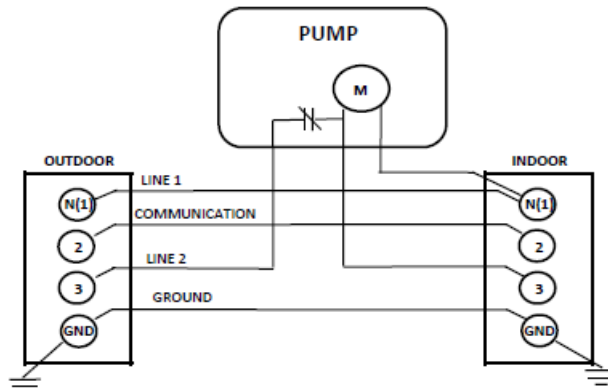 PUMP
M
OUTDOOR
INDOOR
LINE 1
N(1)
N(1)
COMMUNICATION
2
2
LINE 2
3
3
GROUND
GND
GND